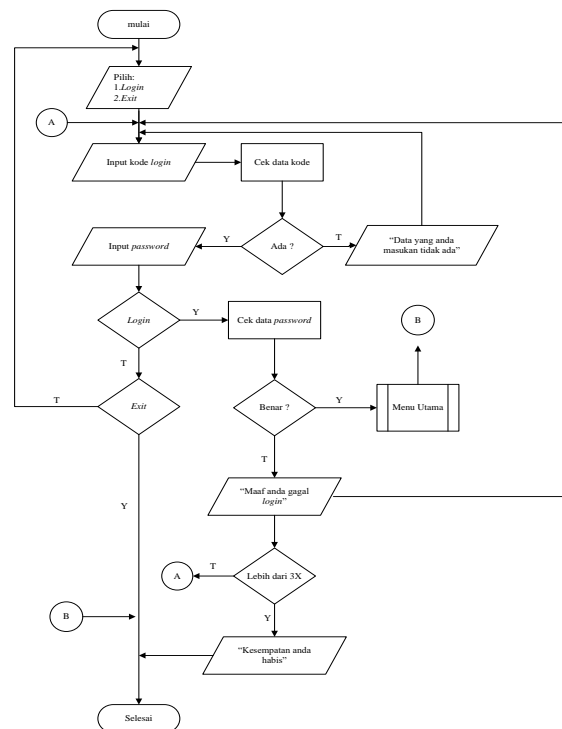 mulai
Pilih:
1.Login
2.Exit
A
Input kode login
Cek data kode
Input password
Y
Ada ?
T
“Data yang anda
masukan tidak ada”
Login
Y
Cek data password
B
T
T
Exit
Benar ?
Y
Menu Utama
T
“Maaf anda gagal
login”
Y
A
T
Lebih dari 3X
B
Y
“Kesempatan anda
habis”
Selesai